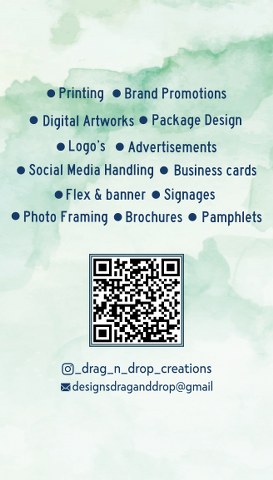 ● Printing ● Brand Promotions
● Digital Artworks ● Package Design
● Logo's ● Advertisements
● Social Media Handling ● Business cards
● Flex & banner ● Signages
● Photo Framing ● Brochures ● Pamphlets
_drag_n_drop_creations
designsdraganddrop@gmail